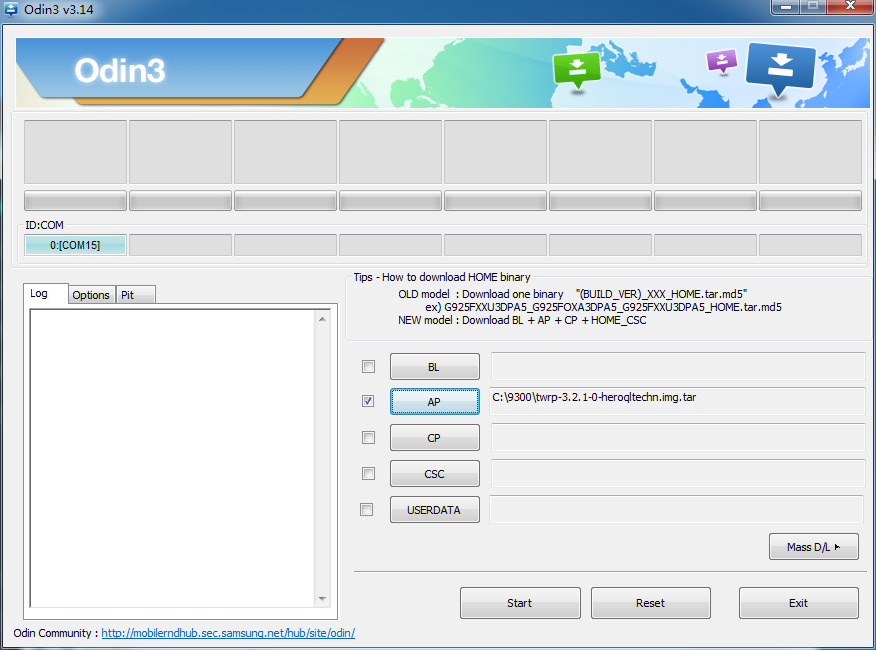 Odin3 v3.14
Odin3
ID:COM
0:[COM15]
Log Options Pit
Tips - How to download HOME binary
OLD model : Download one binary "(BUILD_VER)_XXX_HOME.tar.md5"
ex) G925FXXU3DPA5_G925FOXA3DPA5_G925FXXU3DPA5_HOME.tar.md5
NEW model : Download BL + AP + CP + HOME_CSC
BL
AP C:\9300\twrp-3.2.1-0-heroqltechn.img.tar
CP
CSC
USERDATA
Mass D/L
Start Reset Exit
Odin Community : http://mobilerndhub.sec.samsung.net/hub/site/odin/